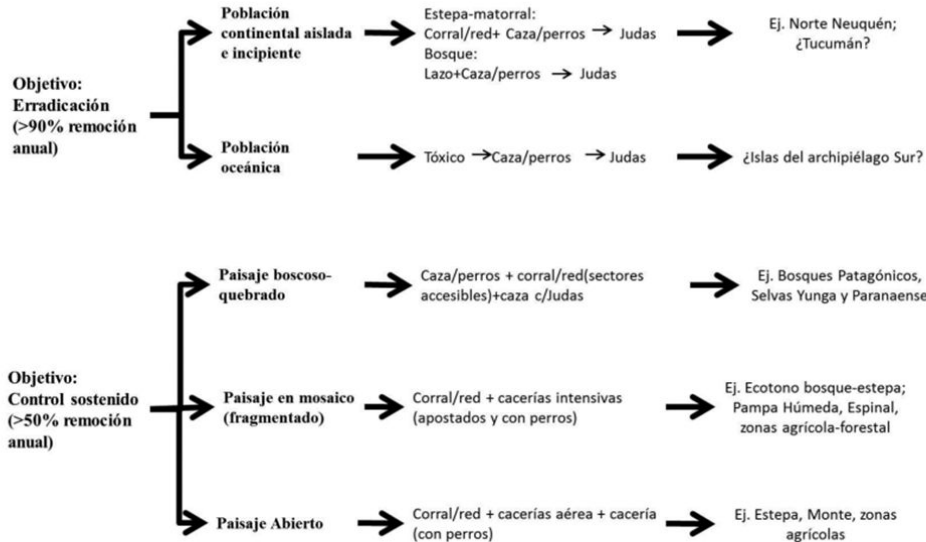 Objetivo:
Erradicación
(>90% remoción
anual)
Población
continental aislada
e incipiente
Estepa-matorral:
Corral/red+ Caza/perros → Judas
Bosque:
Lazo+Caza/perros → Judas
Ej. Norte Neuquén;
¿Tucumán?
Población
oceánica
Tóxico →Caza/perros → Judas
¿Islas del archipiélago Sur?
Objetivo:
Control sostenido
(>50% remoción
anual)
Paisaje boscoso-
quebrado
Caza/perros + corral/red(sectores
accesibles)+caza c/Judas
Ej. Bosques Patagónicos,
Selvas Yunga y Paranaense
Paisaje en mosaico
(fragmentado)
Corral/red + cacerías intensivas
(apostados y con perros)
Ej. Ecotono bosque-estepa;
Pampa Húmeda, Espinal,
zonas agrícola-forestal
Paisaje Abierto
Corral/red + cacerías aérea + cacería
(con perros)
Ej. Estepa, Monte, zonas
agrícolas